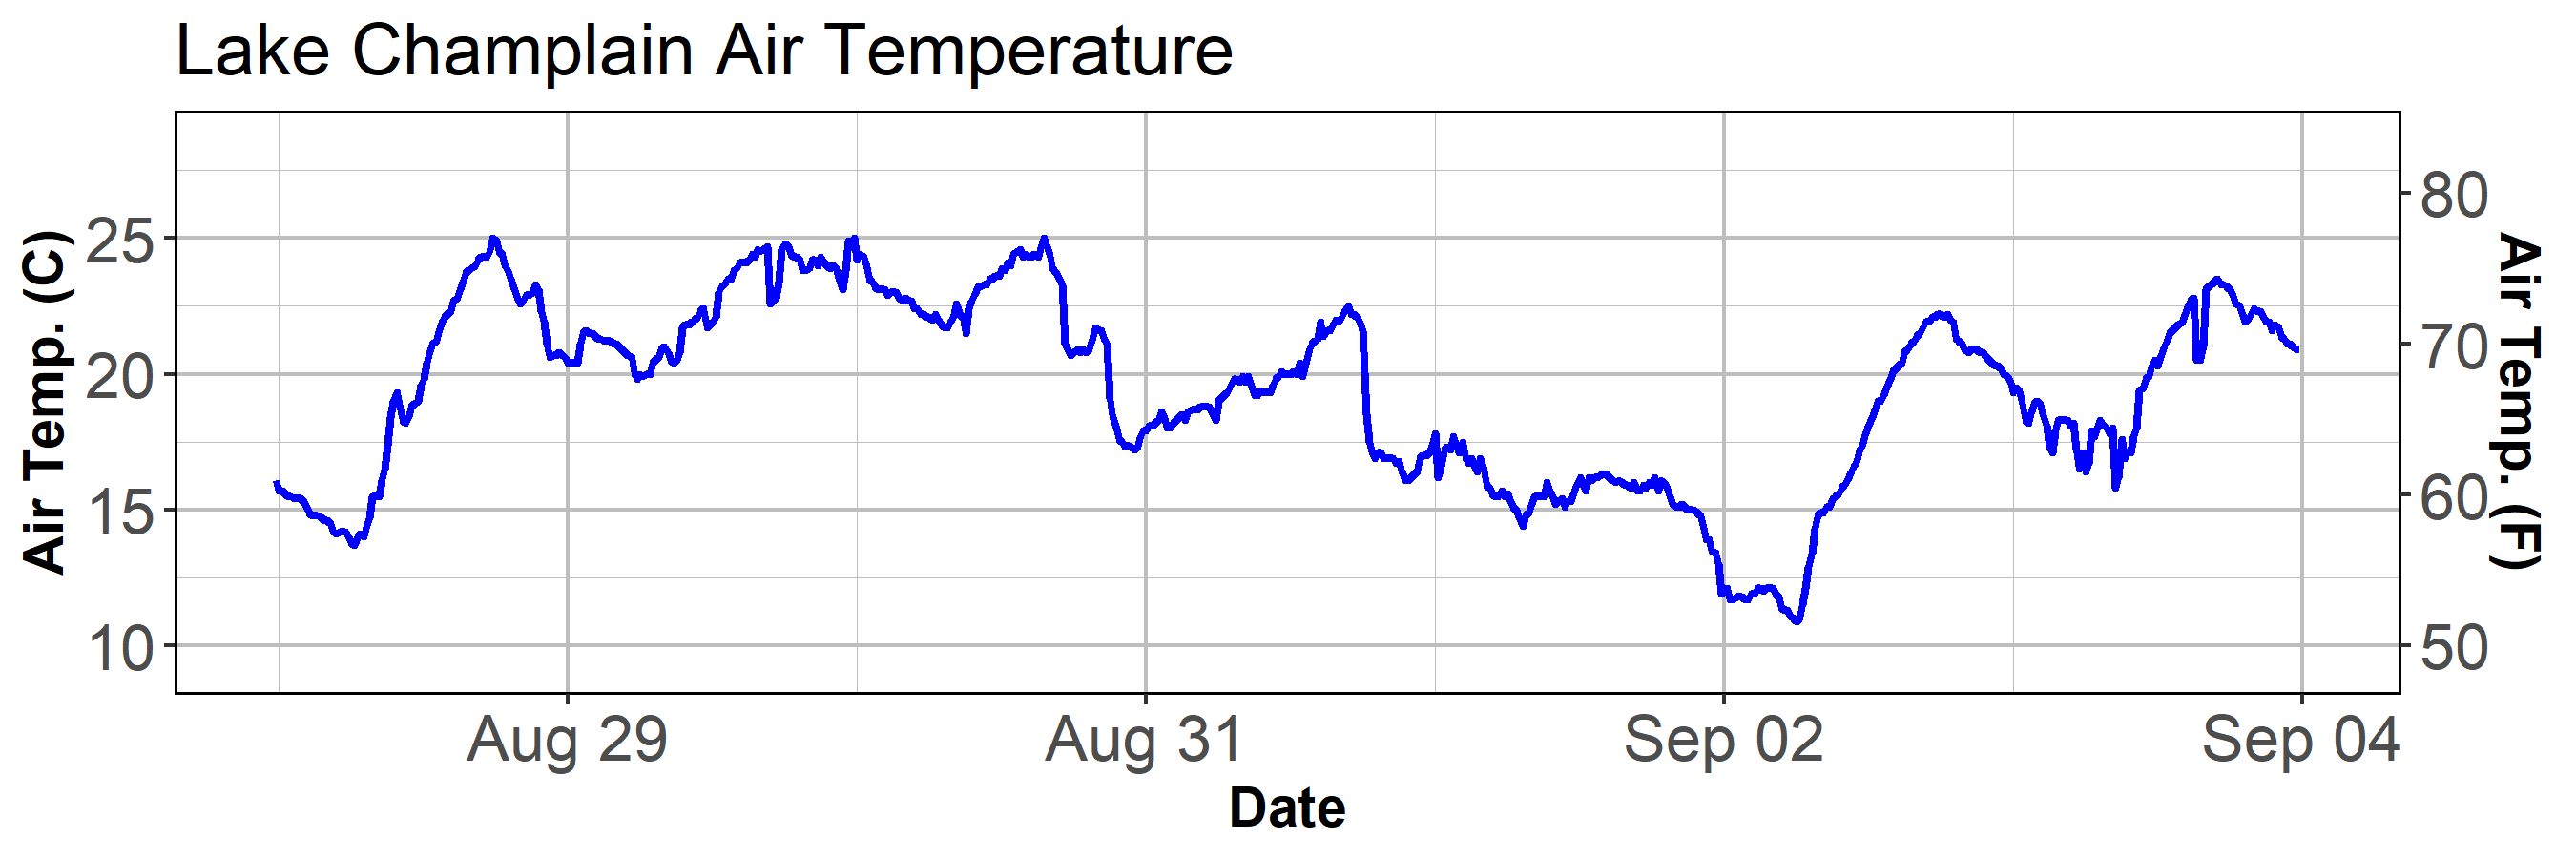 Lake Champlain Air Temperature
Air Temp. (C)
25
20
15
10
80
70
60
50
Air Temp. (F)
Aug 29
Aug 31
Sep 02
Sep 04
Date